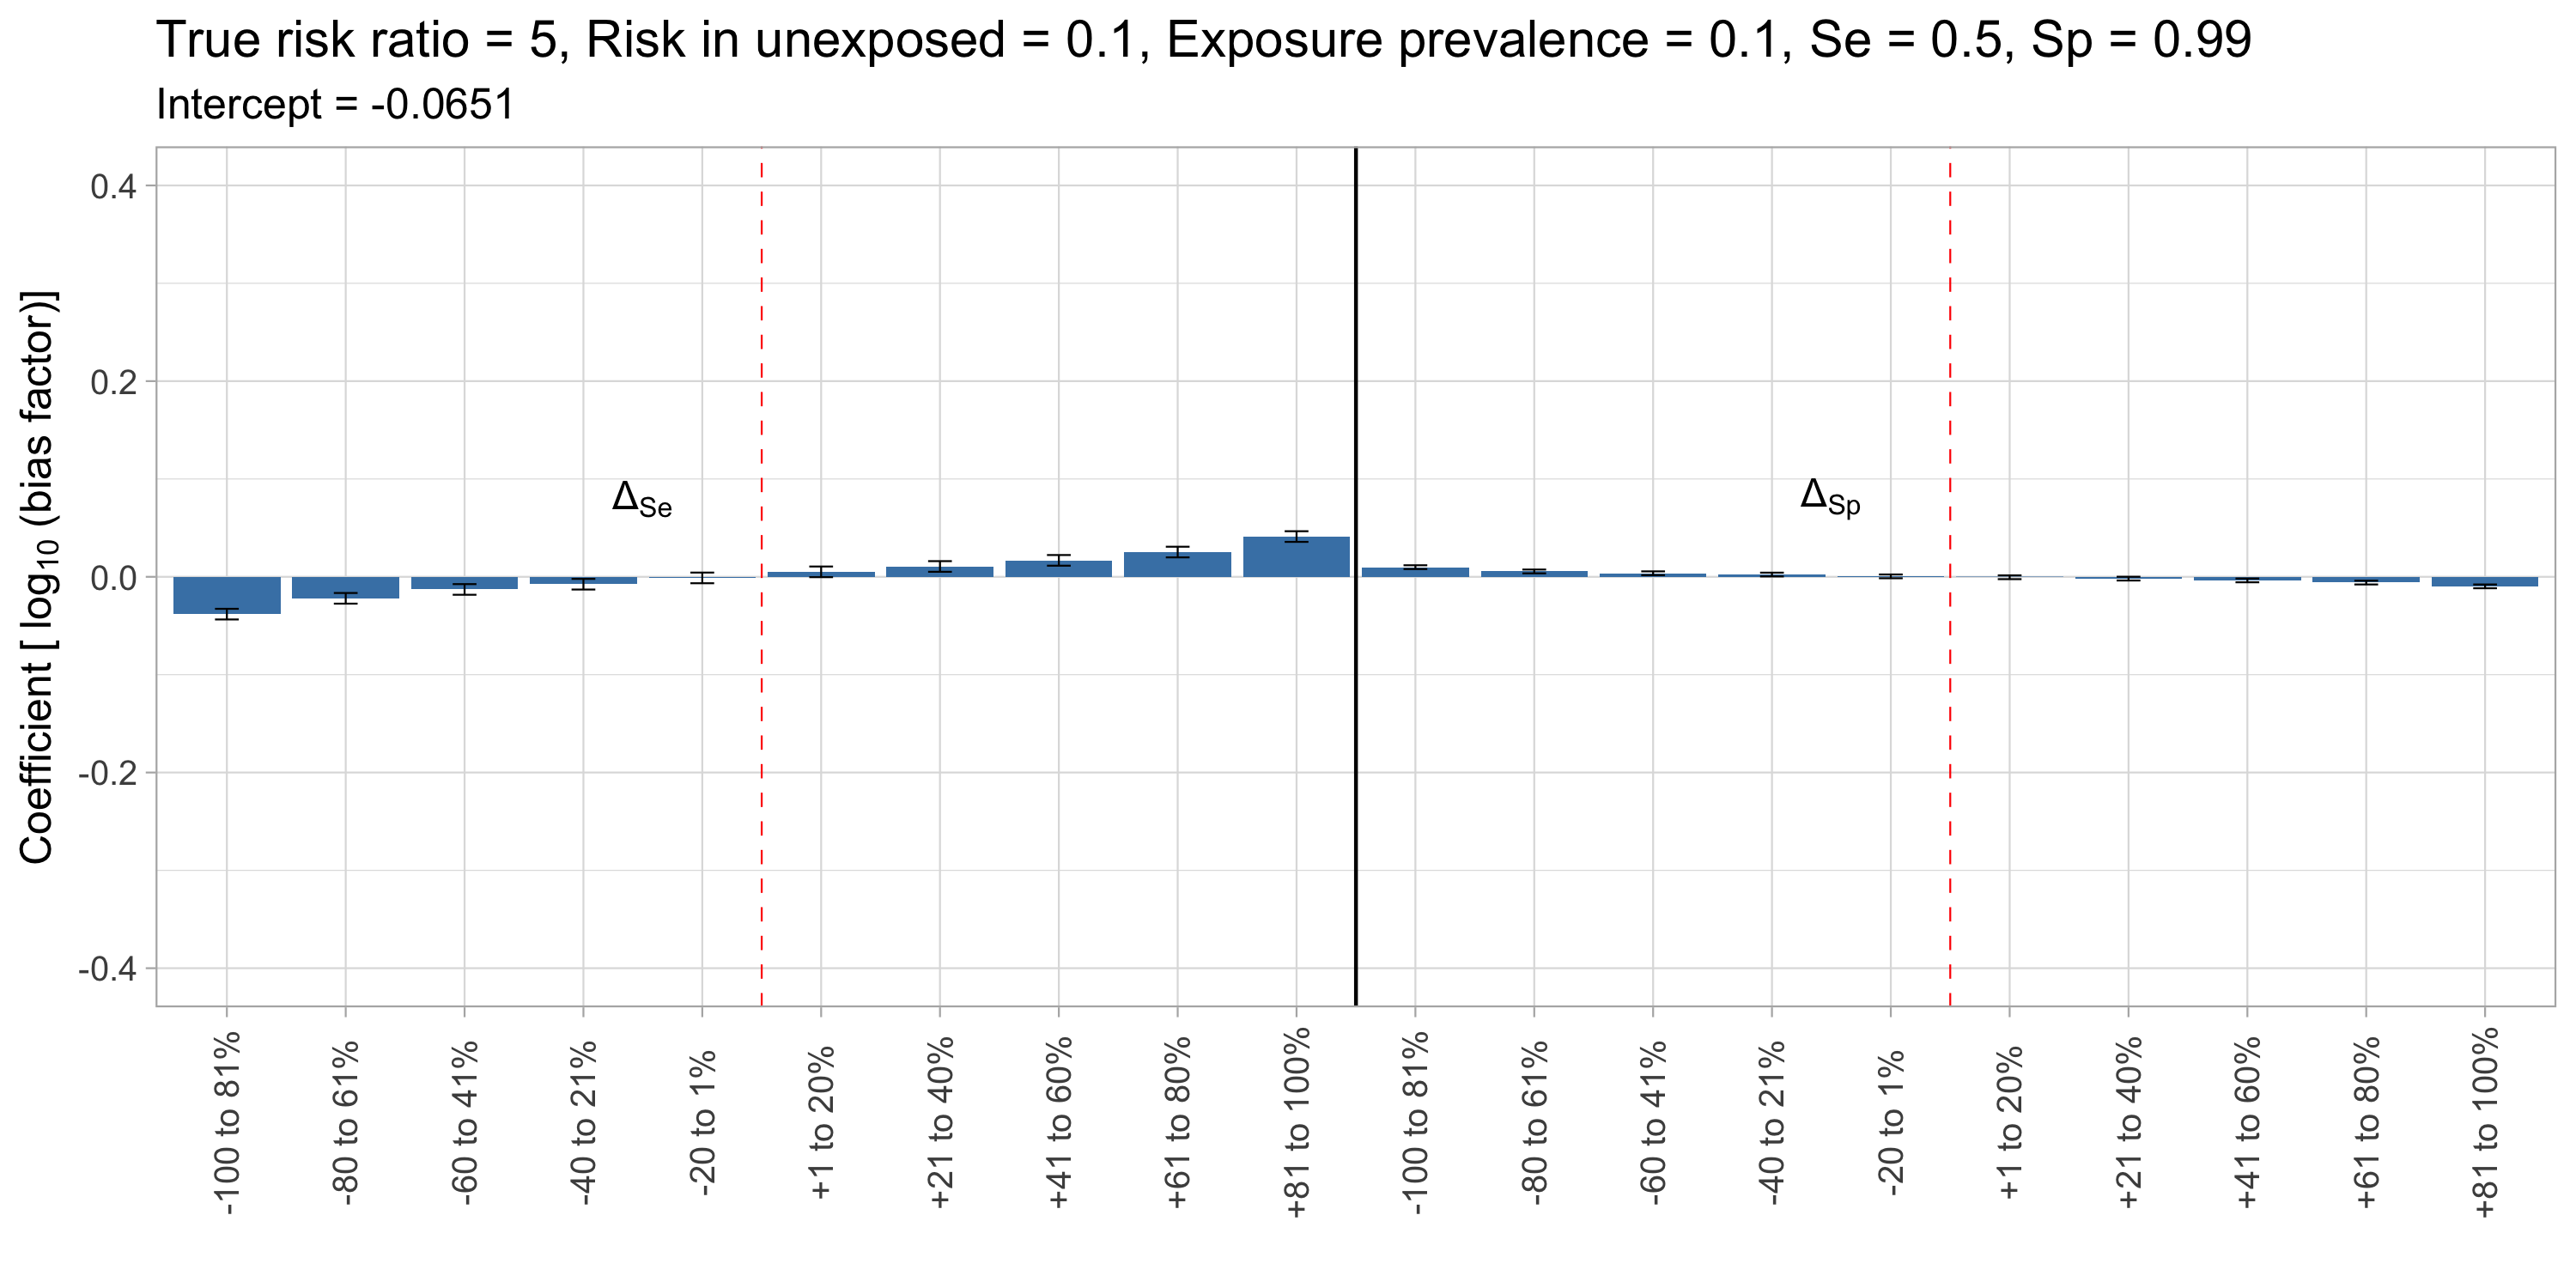 True risk ratio = 5, Risk in unexposed = 0.1, Exposure prevalence = 0.1, Se = 0.5, Sp = 0.99
Intercept = -0.0651
Coefficient [ log10 (bias factor)]
0.4
0.2
0.0
-0.2
-0.4
ΔSe
ΔSp
-100 to 81%
-80 to 61%
-60 to 41%
-40 to 21%
-20 to 1%
+1 to 20%
+21 to 40%
+41 to 60%
+61 to 80%
+81 to 100%
-100 to 81%
-80 to 61%
-60 to 41%
-40 to 21%
-20 to 1%
+1 to 20%
+21 to 40%
+41 to 60%
+61 to 80%
+81 to 100%